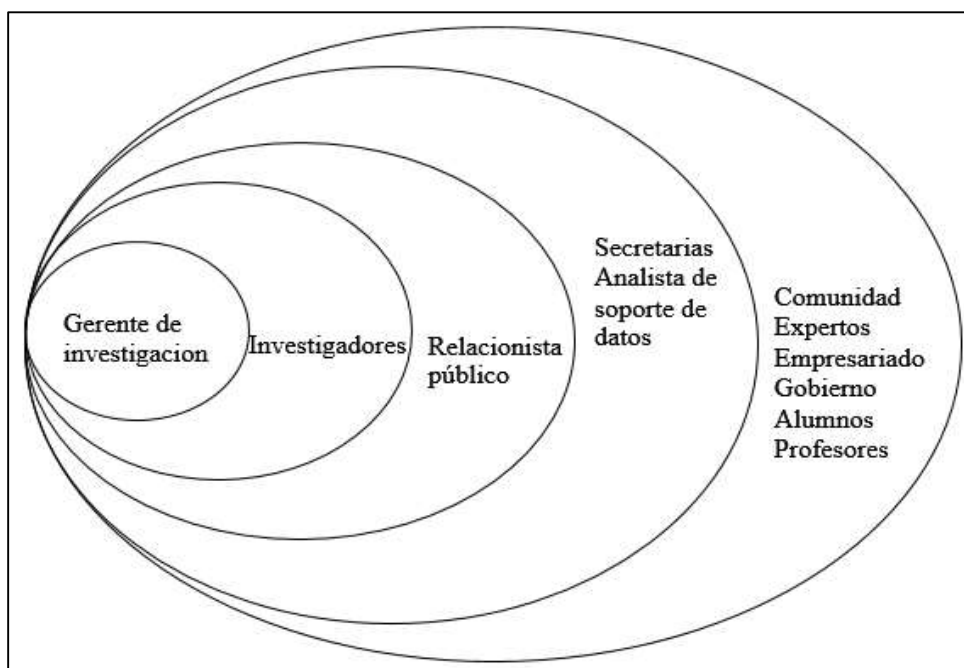 Gerente de
investigacion
Investigadores
Relacionista
público
Secretarias
Analista de
soporte de
datos
Comunidad
Expertos
Empresariado
Gobierno
Alumnos
Profesores